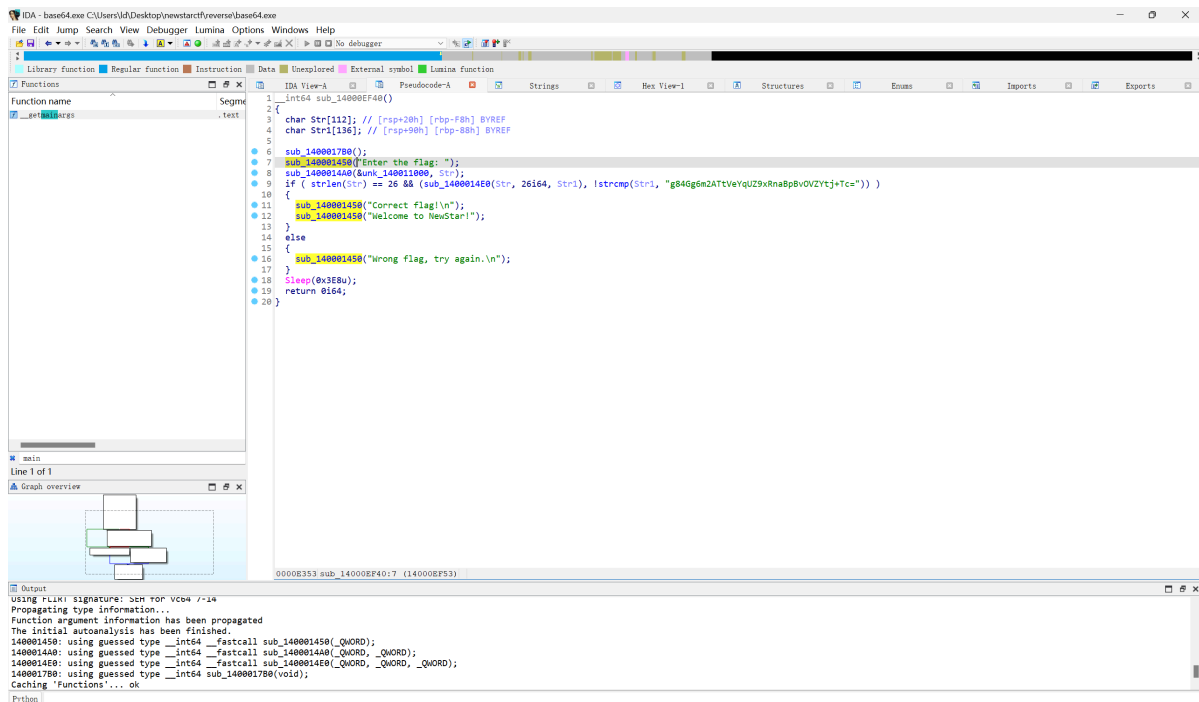 IDA - base64.exe C:\Users\ld\Desktop\newstarctf\reverse\base64.exe
File Edit Jump Search View Debugger Lumina Options Windows Help
No debugger
Library function Regular function Instruction Data Unexplored External symbol Lumina function
Functions
IDA View-A Pseudocode-A Strings Hex View-1 Structures Enums Imports Exports
Function name Segme
__getmainargs .text
1 __int64 sub_14000EF40()
2 {
3 char Str[112]; // [rsp+20h] [rbp-F8h] BYREF
4 char Str1[136]; // [rsp+90h] [rbp-88h] BYREF
5
6 sub_1400017B0();
7 sub_140001450("Enter the flag: ");
8 sub_1400014A0(&unk_140011000, Str);
9 if ( strlen(Str) == 26 && (sub_1400014E0(Str, 26i64, Str1), !strcmp(Str1, "g84Gg6m2ATtVeYqUZ9xRnaBpBvOVZYtj+Tc=")) )
10 {
11 sub_140001450("Correct flag!\n");
12 sub_140001450("Welcome to NewStar!");
13 }
14 else
15 {
16 sub_140001450("Wrong flag, try again.\n");
17 }
18 Sleep(0x3E8u);
19 return 0i64;
20 }
main
Line 1 of 1
Graph overview
0000E353 sub_14000EF40:7 (14000EF53)
Output
Using FLIRT signature: SEH for vc64 7-14
Propagating type information...
Function argument information has been propagated
The initial autoanalysis has been finished.
140001450: using guessed type __int64 __fastcall sub_140001450(_QWORD);
1400014A0: using guessed type __int64 __fastcall sub_1400014A0(_QWORD, _QWORD);
1400014E0: using guessed type __int64 __fastcall sub_1400014E0(_QWORD, _QWORD, _QWORD);
1400017B0: using guessed type __int64 sub_1400017B0(void);
Caching 'Functions'... ok
Python